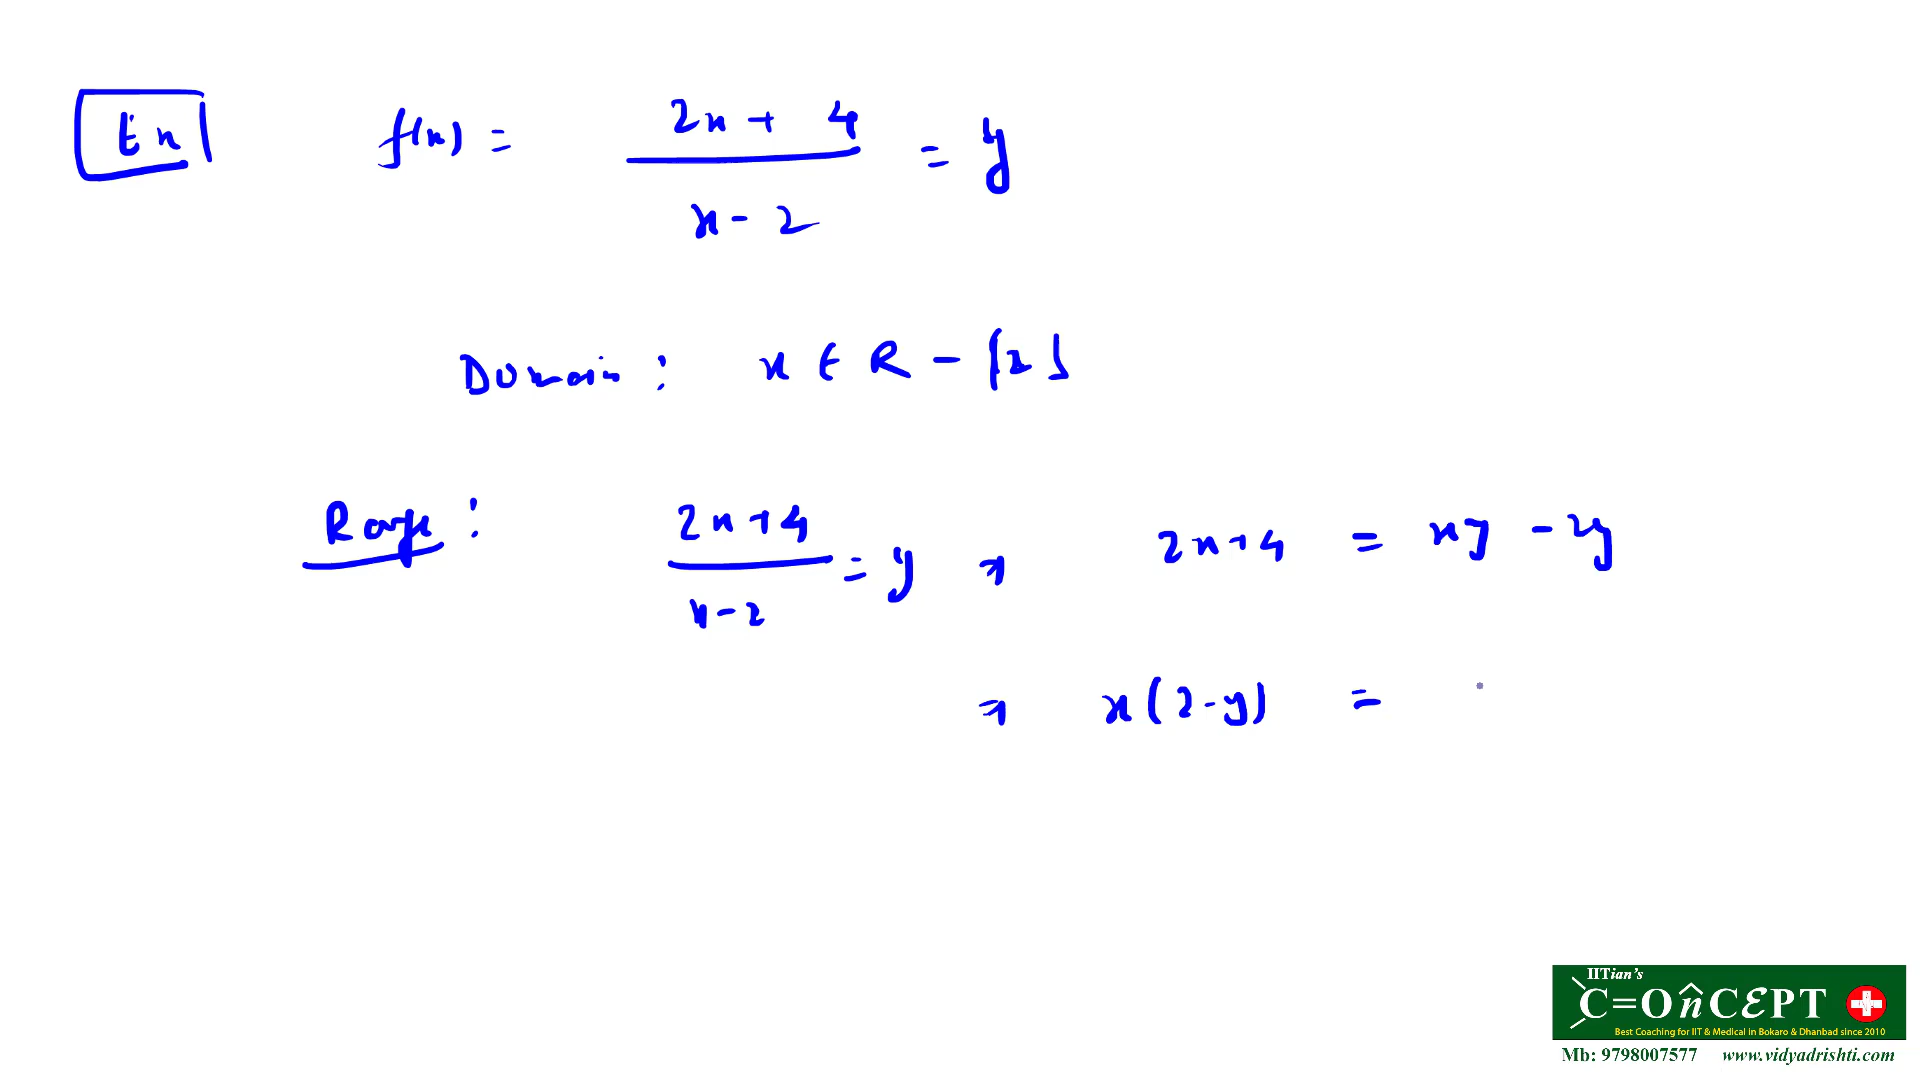 Ex f(x) = 2x + 4 / x - 2 = y
Domain : x ∈ R - {2}
Range : 2x+4 / x-2 = y ⇒ 2x+4 = xy - 2y
⇒ x(2-y) =
IITian's
C=OnCEPT
Best Coaching for IIT & Medical in Bokaro & Dhanbad since 2010
Mb: 9798007577 www.vidyadrishti.com